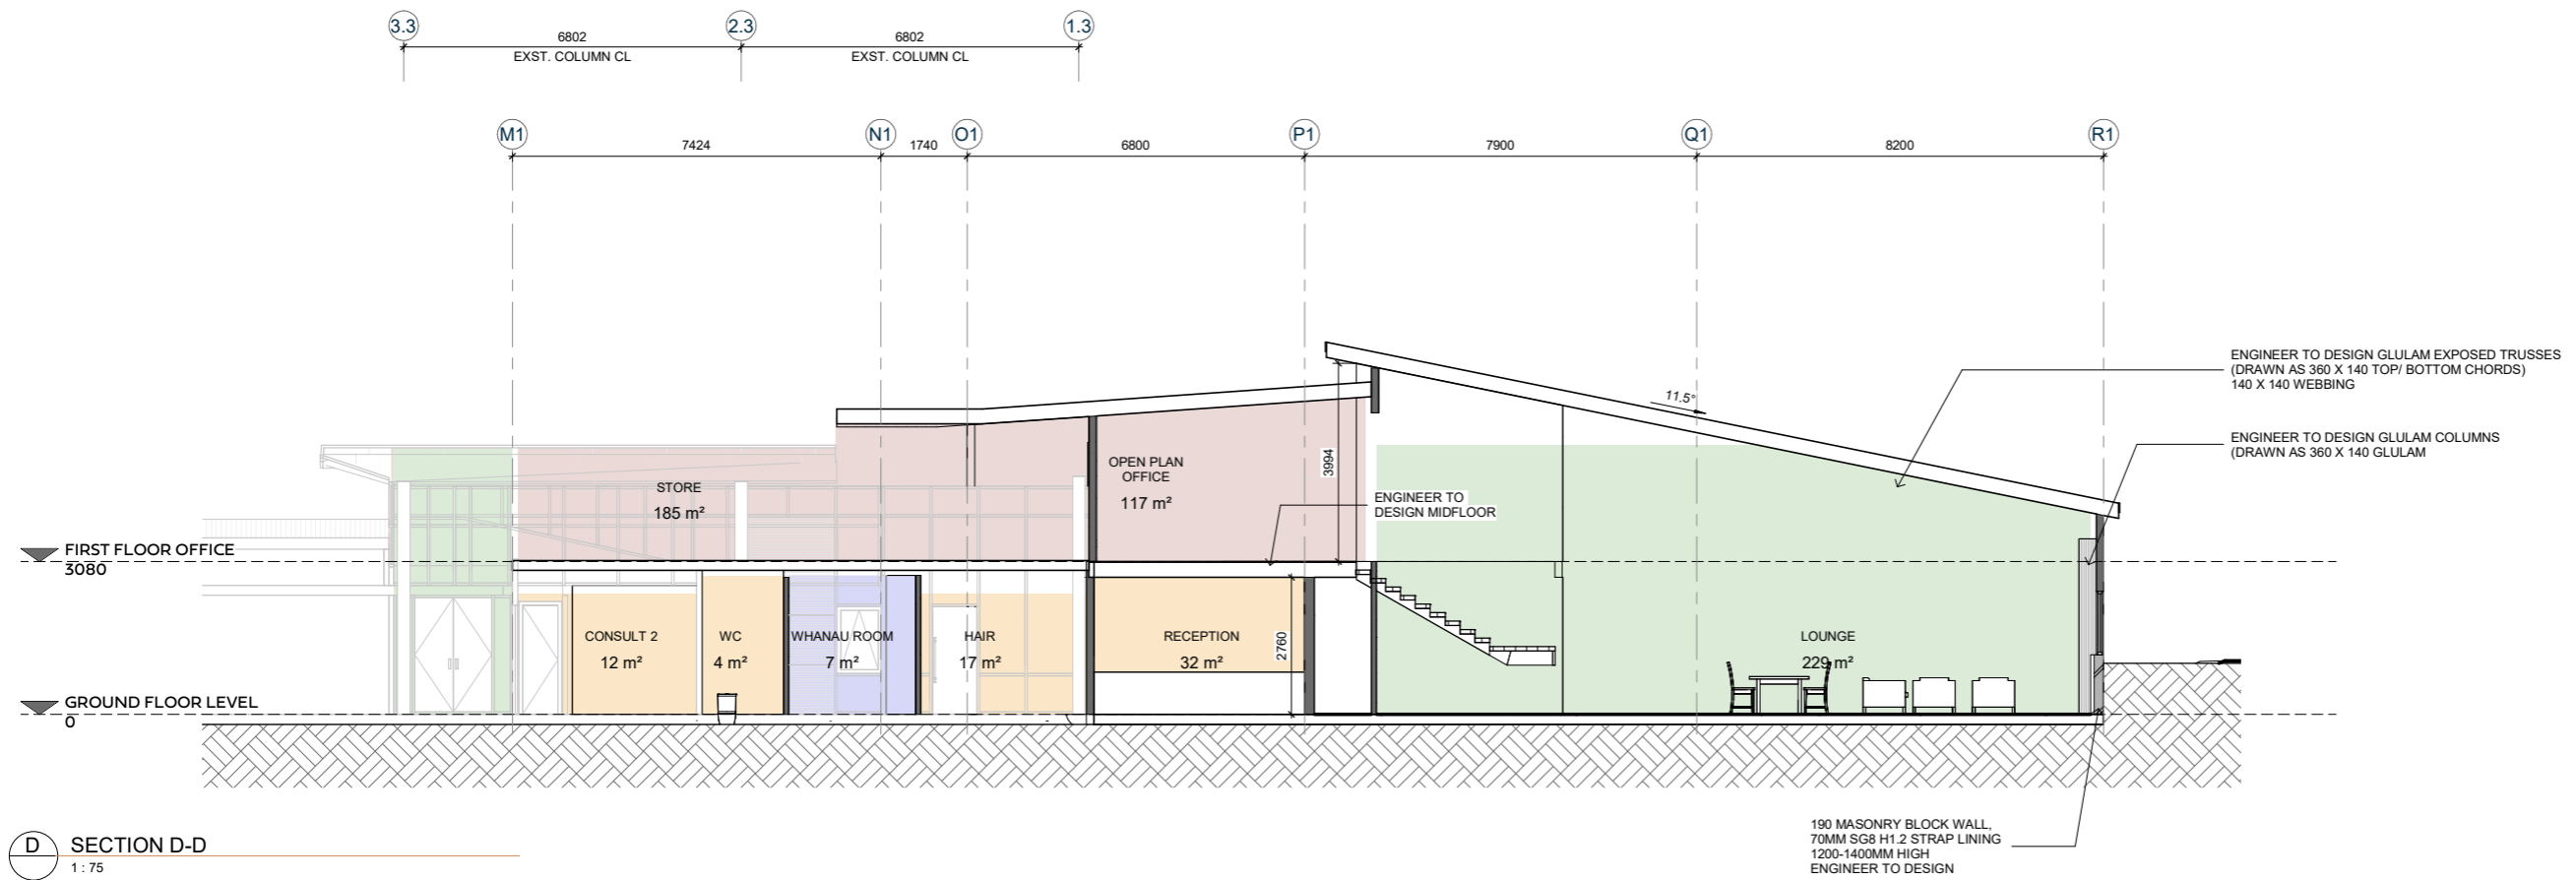 3.3
2.3
1.3
6802
6802
EXST. COLUMN CL
EXST. COLUMN CL
M1
N1
O1
P1
Q1
R1
7424
1740
6800
7900
8200
11.5°
ENGINEER TO DESIGN GLULAM EXPOSED TRUSSES
(DRAWN AS 360 X 140 TOP/ BOTTOM CHORDS)
140 X 140 WEBBING
ENGINEER TO DESIGN GLULAM COLUMNS
(DRAWN AS 360 X 140 GLULAM
OPEN PLAN
OFFICE
117 m²
3994
STORE
185 m²
ENGINEER TO
DESIGN MIDFLOOR
FIRST FLOOR OFFICE
3080
CONSULT 2
12 m²
WC
4 m²
WHANAU ROOM
7 m²
HAIR
17 m²
RECEPTION
32 m²
2760
LOUNGE
229 m²
GROUND FLOOR LEVEL
0
190 MASONRY BLOCK WALL,
70MM SG8 H1.2 STRAP LINING
1200-1400MM HIGH
ENGINEER TO DESIGN
D
SECTION D-D
1 : 75